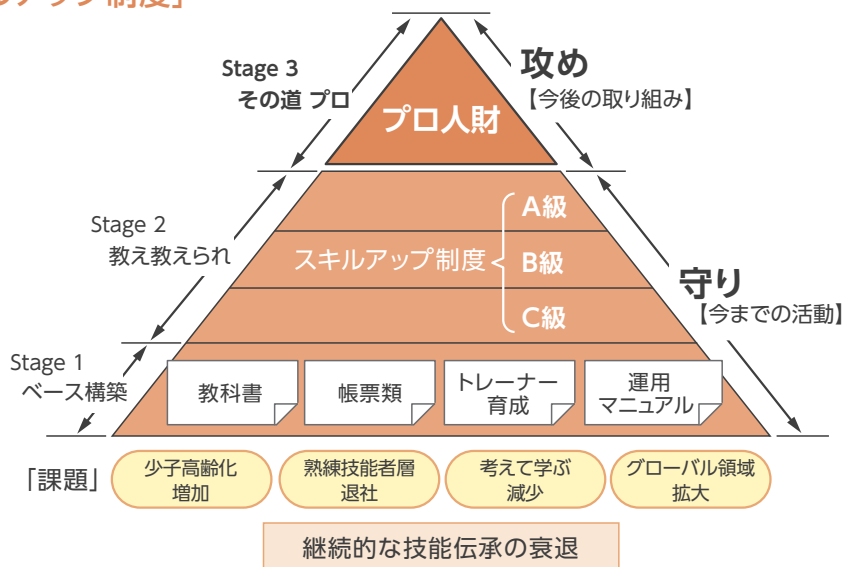 アップ制度」
Stage 3
その道 プロ
攻め
【今後の取り組み】
プロ人財
Stage 2
教え教えられ
スキルアップ制度
A級
B級
C級
守り
【今までの活動】
Stage 1
ベース構築
教科書
帳票類
トレーナー
育成
運用
マニュアル
「課題」
少子高齢化
増加
熟練技能者層
退社
考えて学ぶ
減少
グローバル領域
拡大
継続的な技能伝承の衰退